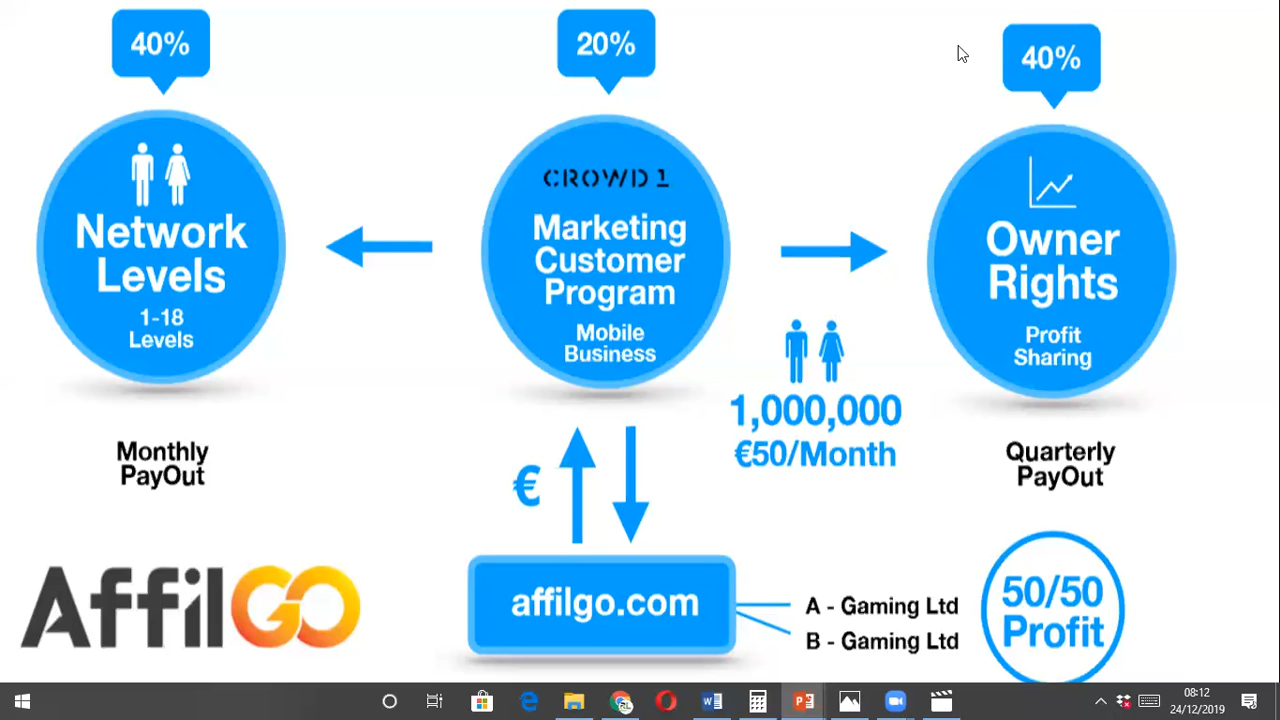 40%
20%
40%
CROWD 1
Network
Levels
1-18
Levels
Marketing
Customer
Program
Mobile
Business
Owner
Rights
Profit
Sharing
1,000,000
€50/Month
Monthly
PayOut
Quarterly
PayOut
€
AffilGO
affilgo.com
A - Gaming Ltd
B - Gaming Ltd
50/50
Profit
08:12
24/12/2019